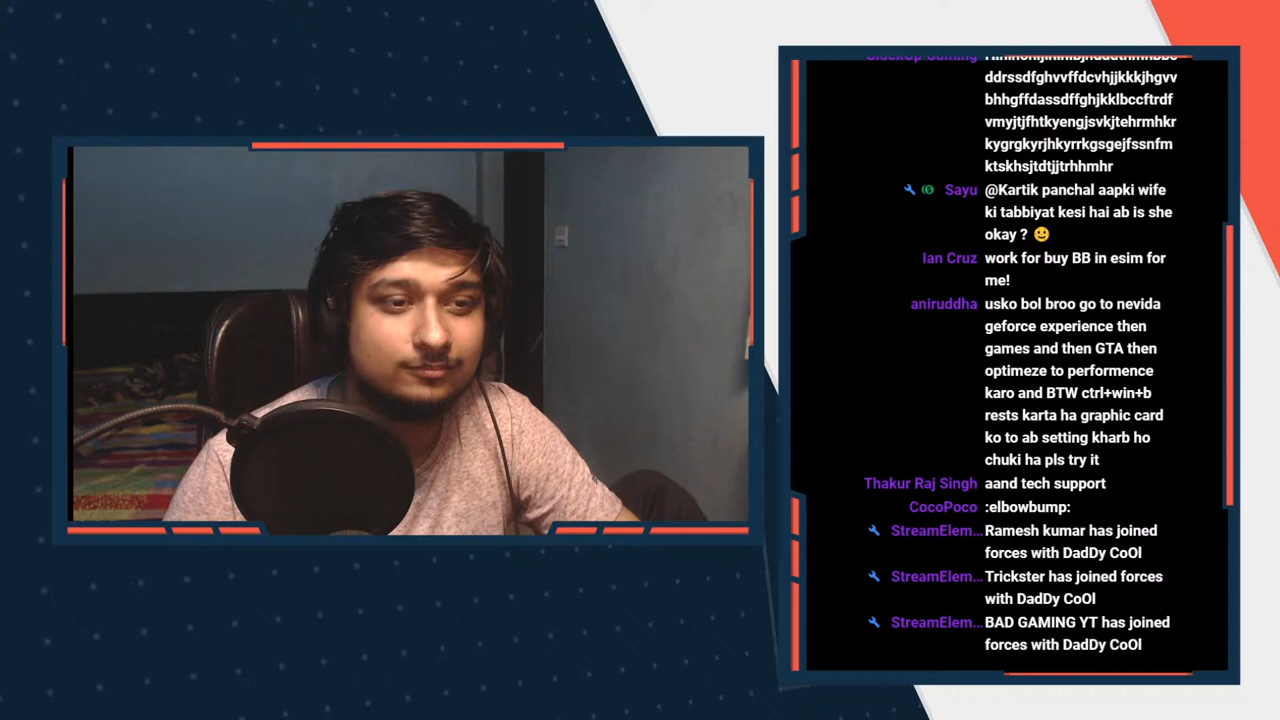 ddrssdfghvvffdcvhjjkkkjhgvv
bhhgffdassdffghjkklbccftrdf
vmyjtjfhtkyengjsvkjtehrmhkr
kygrgkyrjhkyrrkgsgejfssnfm
ktskhsjtdtjjtrhhmhr
Sayu @Kartik panchal aapki wife
ki tabbiyat kesi hai ab is she
okay ? 🙂
Ian Cruz work for buy BB in esim for
me!
aniruddha usko bol broo go to nevida
geforce experience then
games and then GTA then
optimeze to performence
karo and BTW ctrl+win+b
rests karta ha graphic card
ko to ab setting kharb ho
chuki ha pls try it
Thakur Raj Singh aand tech support
CocoPoco :elbowbump:
StreamElem... Ramesh kumar has joined
forces with DadDy CoOl
StreamElem... Trickster has joined forces
with DadDy CoOl
StreamElem... BAD GAMING YT has joined
forces with DadDy CoOl